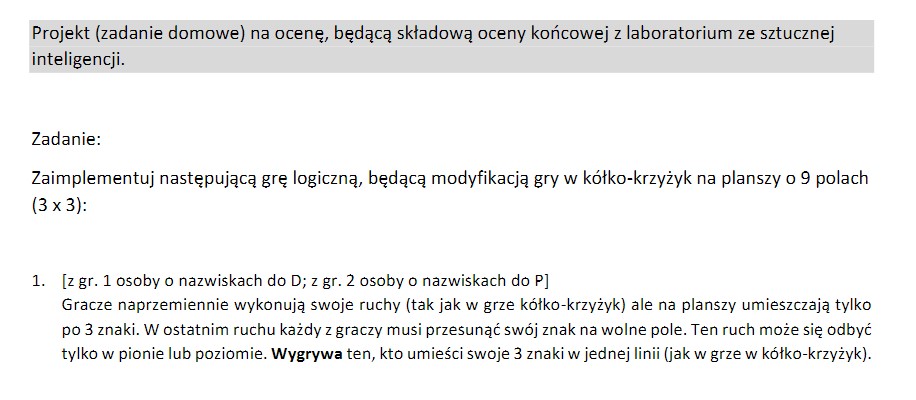 Projekt (zadanie domowe) na ocenę, będącą składową oceny końcowej z laboratorium ze sztucznej
inteligencji.
Zadanie:
Zaimplementuj następującą grę logiczną, będącą modyfikacją gry w kółko-krzyżyk na planszy o 9 polach
(3 x 3):
1. [z gr. 1 osoby o nazwiskach do D; z gr. 2 osoby o nazwiskach do P]
Gracze naprzemiennie wykonują swoje ruchy (tak jak w grze kółko-krzyżyk) ale na planszy umieszczają tylko
po 3 znaki. W ostatnim ruchu każdy z graczy musi przesunąć swój znak na wolne pole. Ten ruch może się odbyć
tylko w pionie lub poziomie. Wygrywa ten, kto umieści swoje 3 znaki w jednej linii (jak w grze w kółko-krzyżyk).